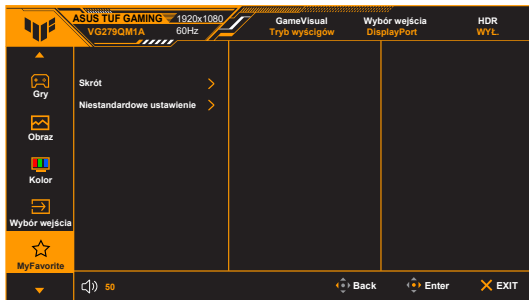 ASUS TUF GAMING 1920x1080
VG279QM1A 60Hz
GameVisual
Tryb wyścigów
Wybór wejścia
DisplayPort
HDR
WYŁ.
Gry
Obraz
Kolor
Wybór wejścia
MyFavorite
Skrót
Niestandardowe ustawienie
50
Back
Enter
EXIT